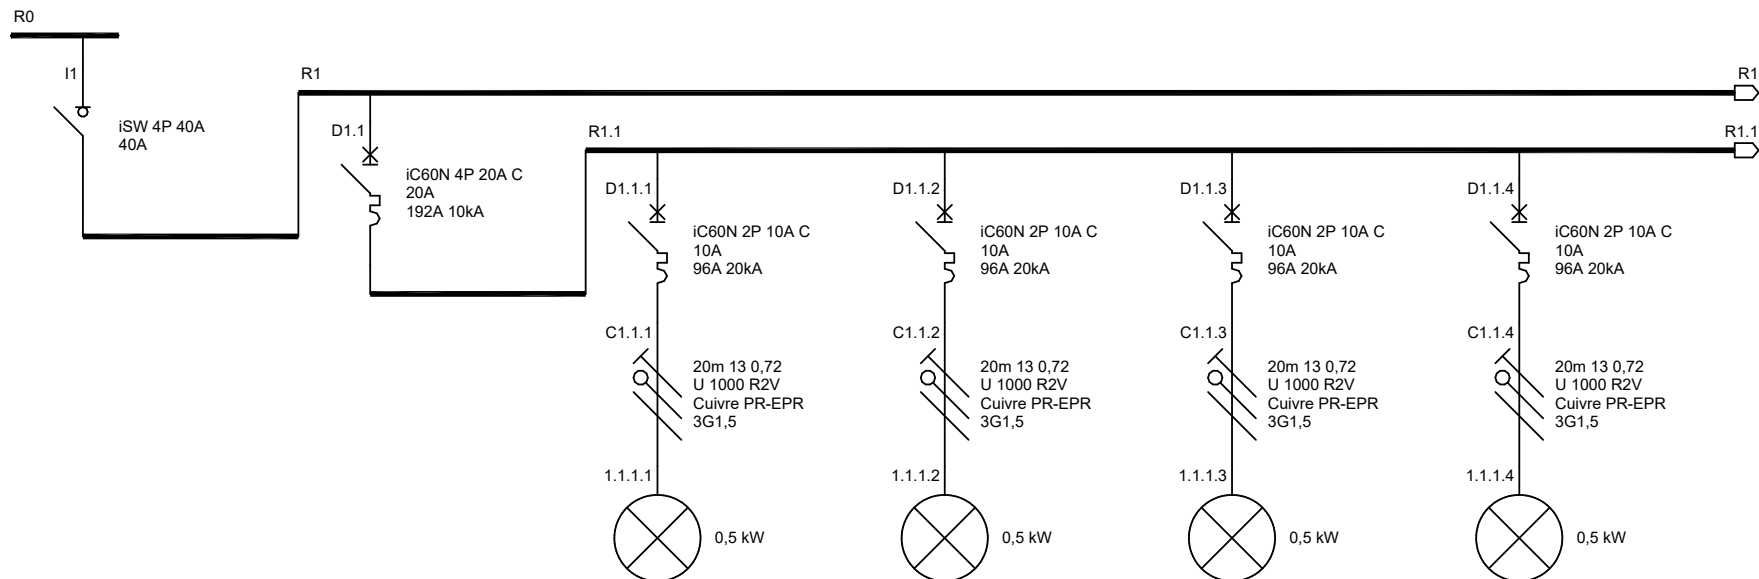 R0
I1
iSW 4P 40A
40A
R1
R1
D1.1
iC60N 4P 20A C
20A
192A 10kA
R1.1
R1.1
D1.1.1
iC60N 2P 10A C
10A
96A 20kA
C1.1.1
20m 13 0,72
U 1000 R2V
Cuivre PR-EPR
3G1,5
1.1.1.1
0,5 kW
D1.1.2
iC60N 2P 10A C
10A
96A 20kA
C1.1.2
20m 13 0,72
U 1000 R2V
Cuivre PR-EPR
3G1,5
1.1.1.2
0,5 kW
D1.1.3
iC60N 2P 10A C
10A
96A 20kA
C1.1.3
20m 13 0,72
U 1000 R2V
Cuivre PR-EPR
3G1,5
1.1.1.3
0,5 kW
D1.1.4
iC60N 2P 10A C
10A
96A 20kA
C1.1.4
20m 13 0,72
U 1000 R2V
Cuivre PR-EPR
3G1,5
1.1.1.4
0,5 kW